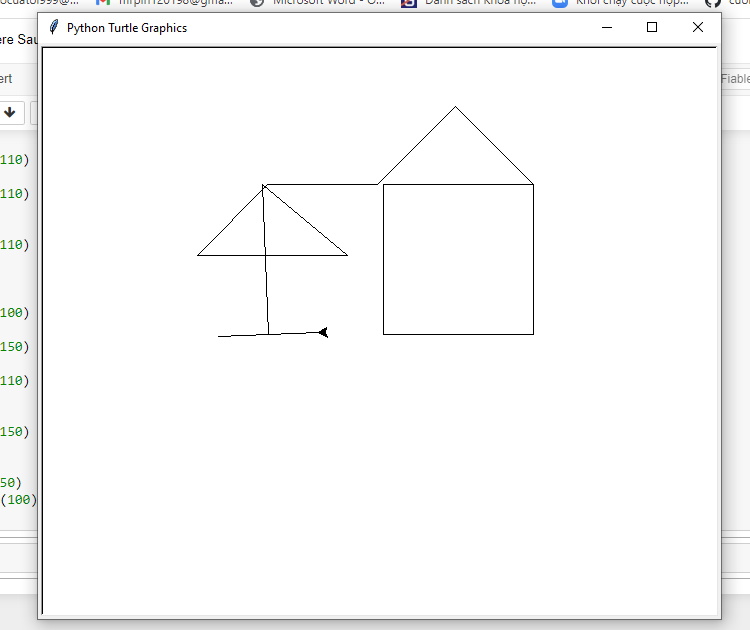 ocuator999@... mrpin120198@gma... Microsoft Word - O... Danh sách Khóa họ... Khởi chạy cuộc họp...
Python Turtle Graphics
ere Sau
ert
Fiable
110)
110)
110)
100)
150)
110)
150)
50)
(100)